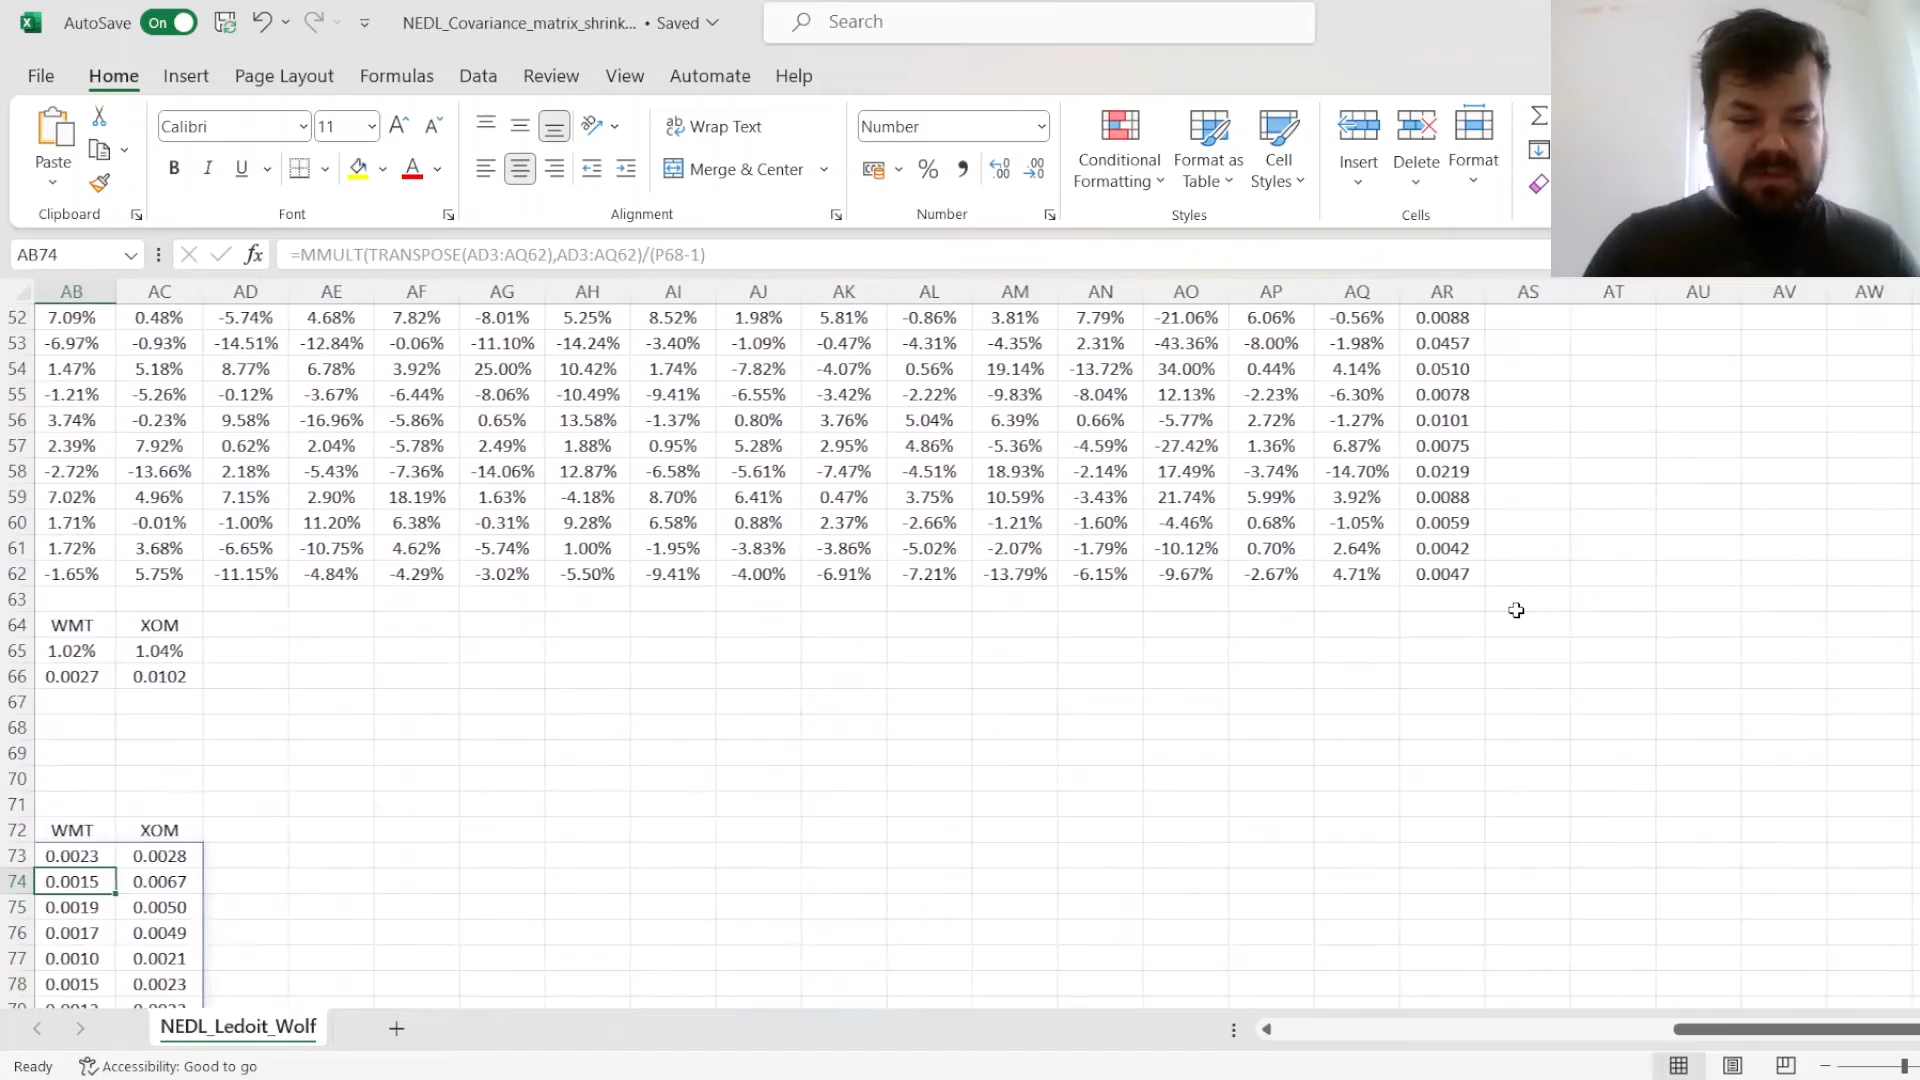 AutoSave On NEDL_Covariance_matrix_shrink... • Saved Search
File Home Insert Page Layout Formulas Data Review View Automate Help
Calibri 11 Wrap Text Number
Paste Conditional Formatting Format as Table Cell Styles Insert Delete Format
Merge & Center
Clipboard Font Alignment Number Styles Cells
AB74 fx =MMULT(TRANSPOSE(AD3:AQ62),AD3:AQ62)/(P68-1)
AB AC AD AE AF AG AH AI AJ AK AL AM AN AO AP AQ AR AS AT AU AV AW
52 7.09% 0.48% -5.74% 4.68% 7.82% -8.01% 5.25% 8.52% 1.98% 5.81% -0.86% 3.81% 7.79% -21.06% 6.06% -0.56% 0.0088
53 -6.97% -0.93% -14.51% -12.84% -0.06% -11.10% -14.24% -3.40% -1.09% -0.47% -4.31% -4.35% 2.31% -43.36% -8.00% -1.98% 0.0457
54 1.47% 5.18% 8.77% 6.78% 3.92% 25.00% 10.42% 1.74% -7.82% -4.07% 0.56% 19.14% -13.72% 34.00% 0.44% 4.14% 0.0510
55 -1.21% -5.26% -0.12% -3.67% -6.44% -8.06% -10.49% -9.41% -6.55% -3.42% -2.22% -9.83% -8.04% 12.13% -2.23% -6.30% 0.0078
56 3.74% -0.23% 9.58% -16.96% -5.86% 0.65% 13.58% -1.37% 0.80% 3.76% 5.04% 6.39% 0.66% -5.77% 2.72% -1.27% 0.0101
57 2.39% 7.92% 0.62% 2.04% -5.78% 2.49% 1.88% 0.95% 5.28% 2.95% 4.86% -5.36% -4.59% -27.42% 1.36% 6.87% 0.0075
58 -2.72% -13.66% 2.18% -5.43% -7.36% -14.06% 12.87% -6.58% -5.61% -7.47% -4.51% 18.93% -2.14% 17.49% -3.74% -14.70% 0.0219
59 7.02% 4.96% 7.15% 2.90% 18.19% 1.63% -4.18% 8.70% 6.41% 0.47% 3.75% 10.59% -3.43% 21.74% 5.99% 3.92% 0.0088
60 1.71% -0.01% -1.00% 11.20% 6.38% -0.31% 9.28% 6.58% 0.88% 2.37% -2.66% -1.21% -1.60% -4.46% 0.68% -1.05% 0.0059
61 1.72% 3.68% -6.65% -10.75% 4.62% -5.74% 1.00% -1.95% -3.83% -3.86% -5.02% -2.07% -1.79% -10.12% 0.70% 2.64% 0.0042
62 -1.65% 5.75% -11.15% -4.84% -4.29% -3.02% -5.50% -9.41% -4.00% -6.91% -7.21% -13.79% -6.15% -9.67% -2.67% 4.71% 0.0047
63
64 WMT XOM
65 1.02% 1.04%
66 0.0027 0.0102
67
68
69
70
71
72 WMT XOM
73 0.0023 0.0028
74 0.0015 0.0067
75 0.0019 0.0050
76 0.0017 0.0049
77 0.0010 0.0021
78 0.0015 0.0023
NEDL_Ledoit_Wolf
Ready Accessibility: Good to go